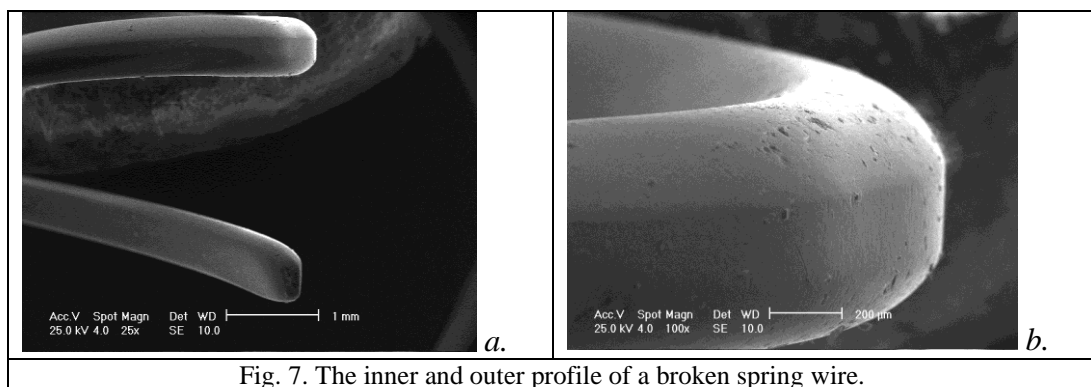 Acc.V Spot Magn Det WD
25.0 kV 4.0 25x SE 10.0
1 mm
a.
Acc.V Spot Magn Det WD
25.0 kV 4.0 100x SE 10.0
200 µm
b.
Fig. 7. The inner and outer profile of a broken spring wire.